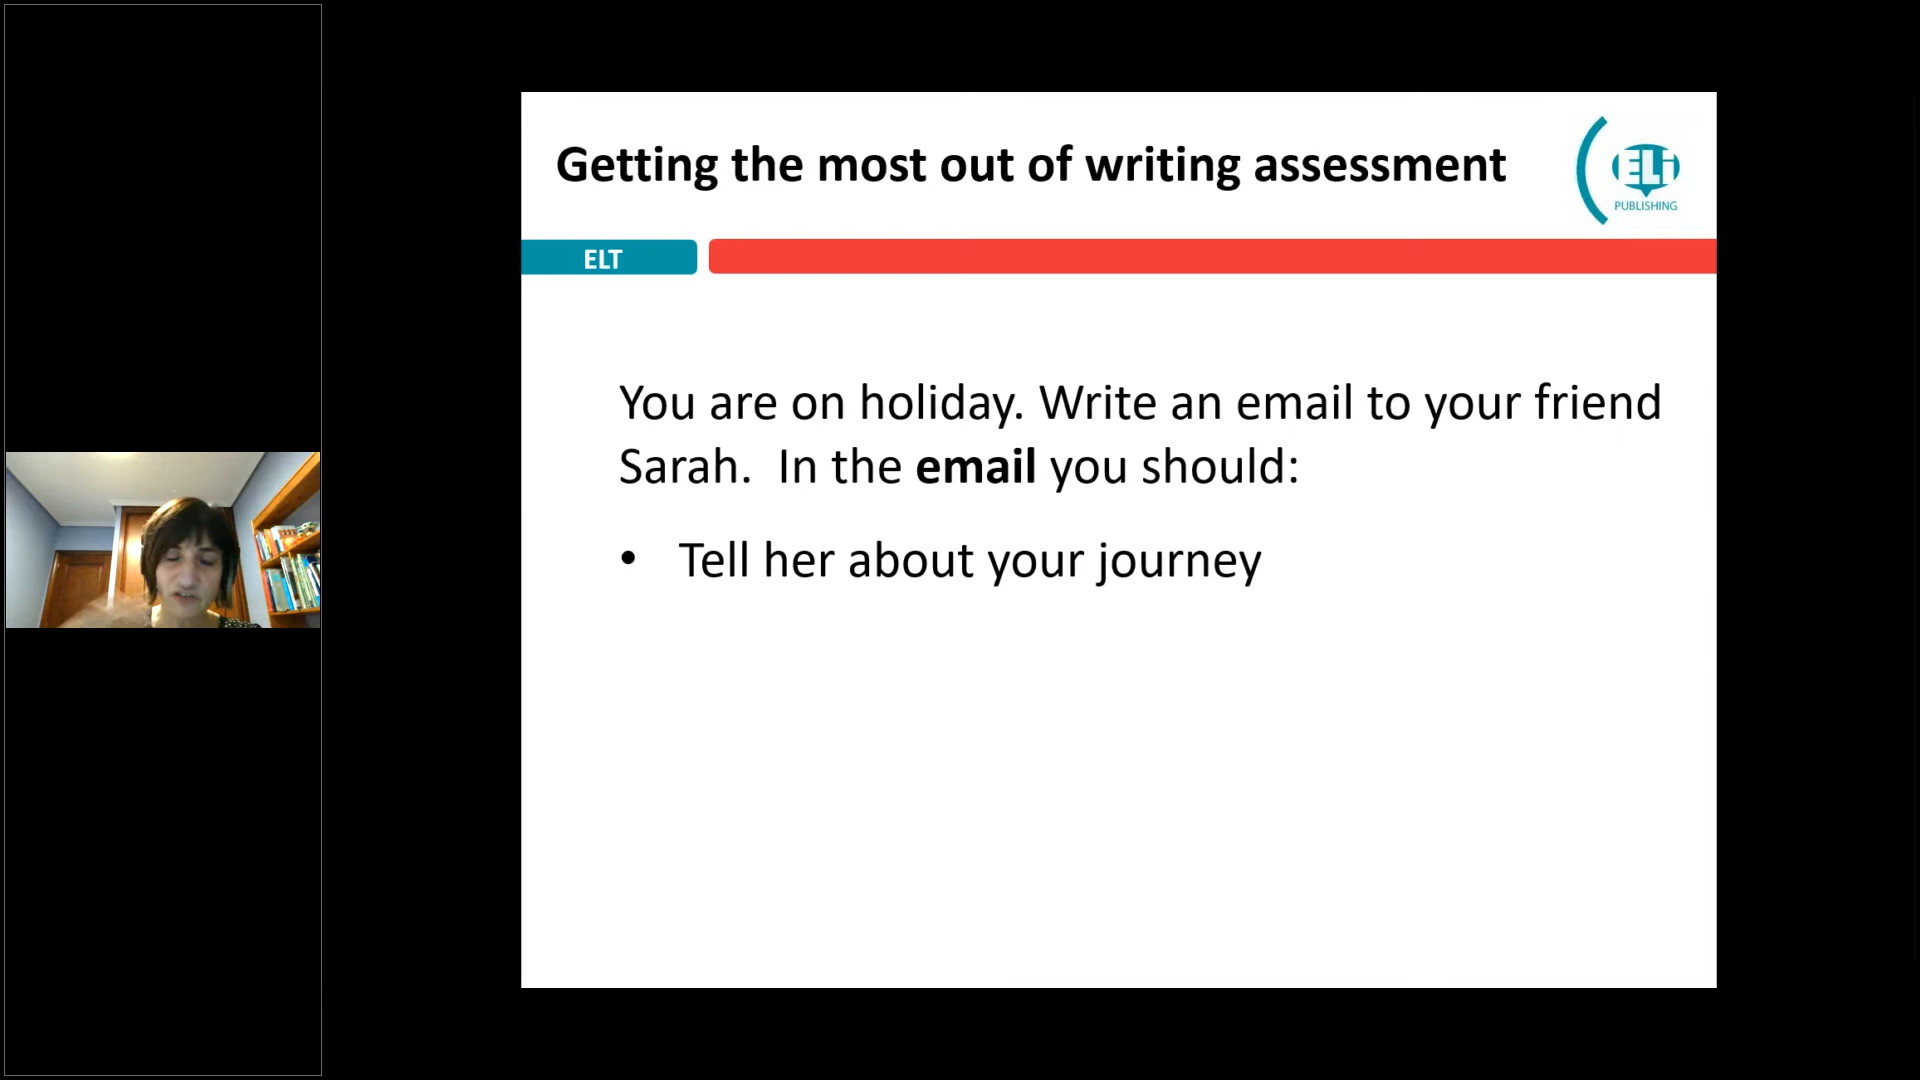 Getting the most out of writing assessment
ELi
PUBLISHING
ELT
You are on holiday. Write an email to your friend
Sarah. In the email you should:
• Tell her about your journey